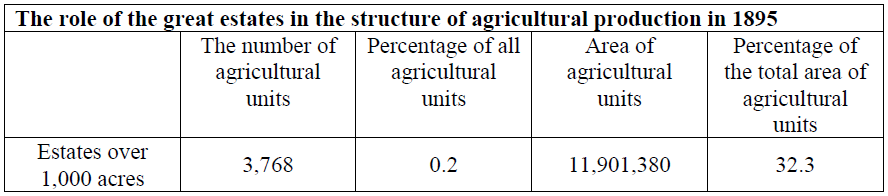 The role of the great estates in the structure of agricultural production in 1895
The number of agricultural units
Percentage of all agricultural units
Area of agricultural units
Percentage of the total area of agricultural units
Estates over 1,000 acres
3,768
0.2
11,901,380
32.3